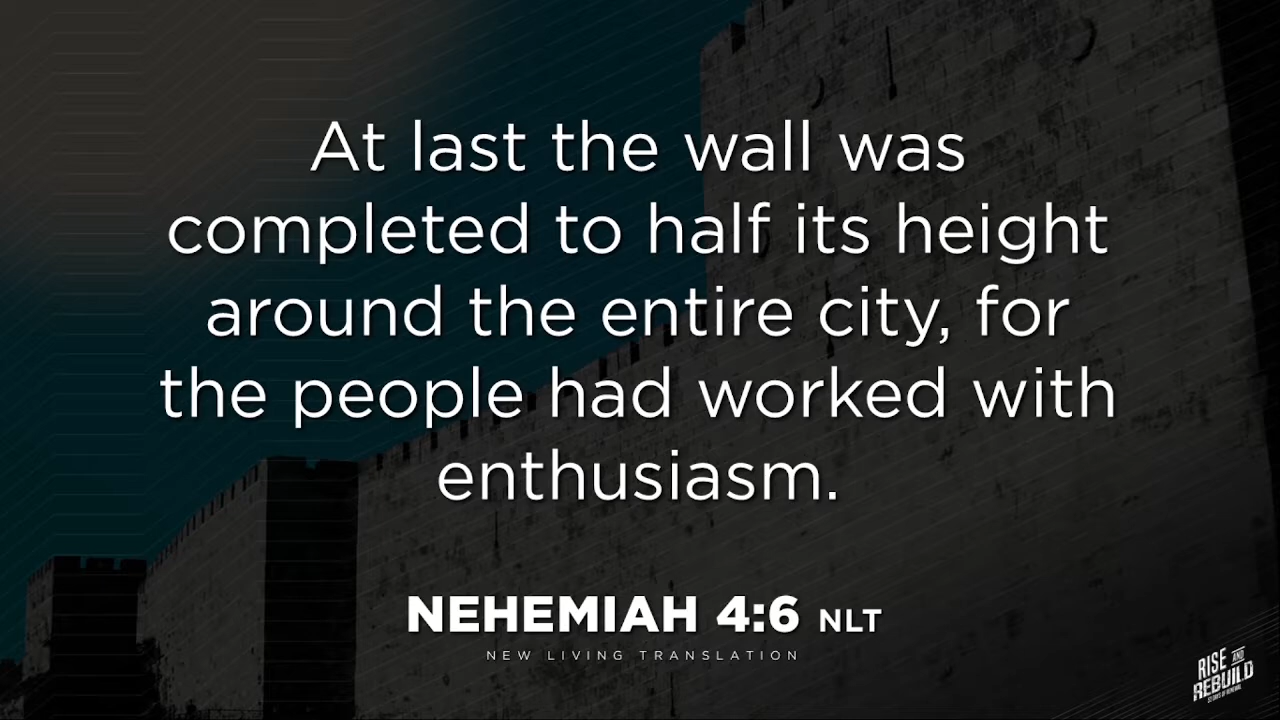 At last the wall was
completed to half its height
around the entire city, for
the people had worked with
enthusiasm.
NEHEMIAH 4:6 NLT
NEW LIVING TRANSLATION
RISE AND
REBUILD